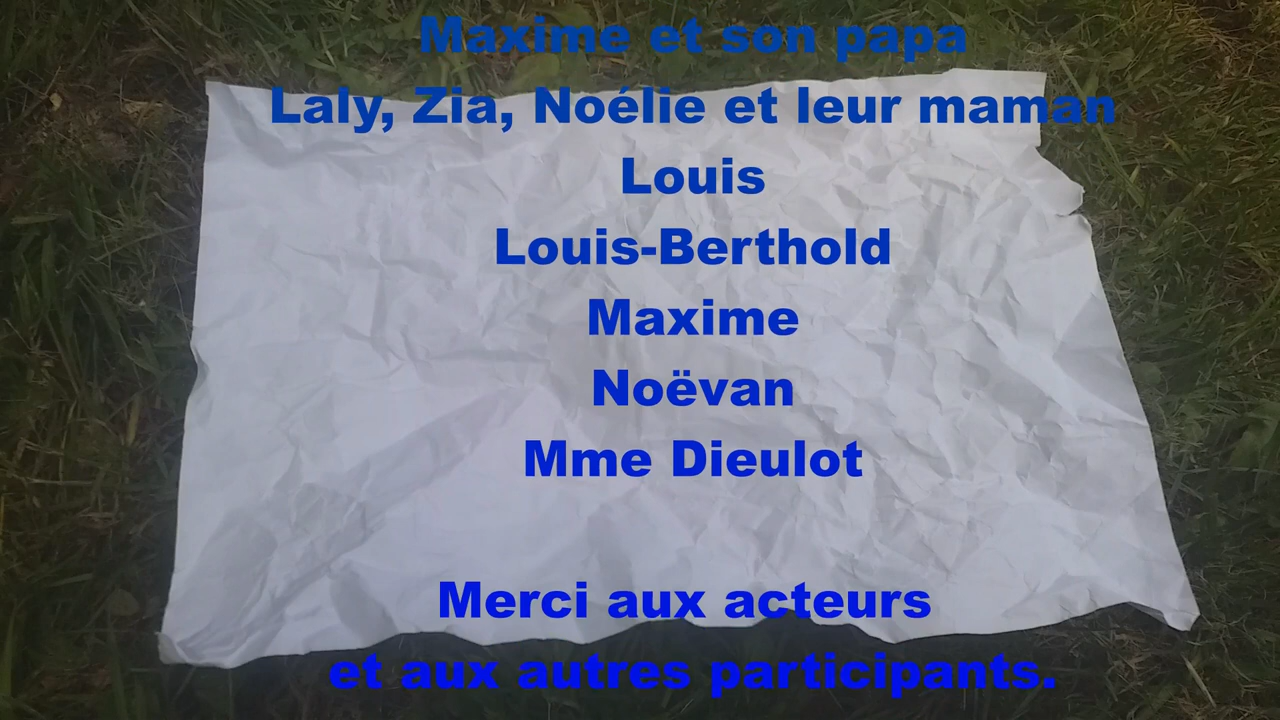 Maxime et son papa
Laly, Zia, Noélie et leur maman
Louis
Louis-Berthold
Maxime
Noëvan
Mme Dieulot
Merci aux acteurs
et aux autres participants.